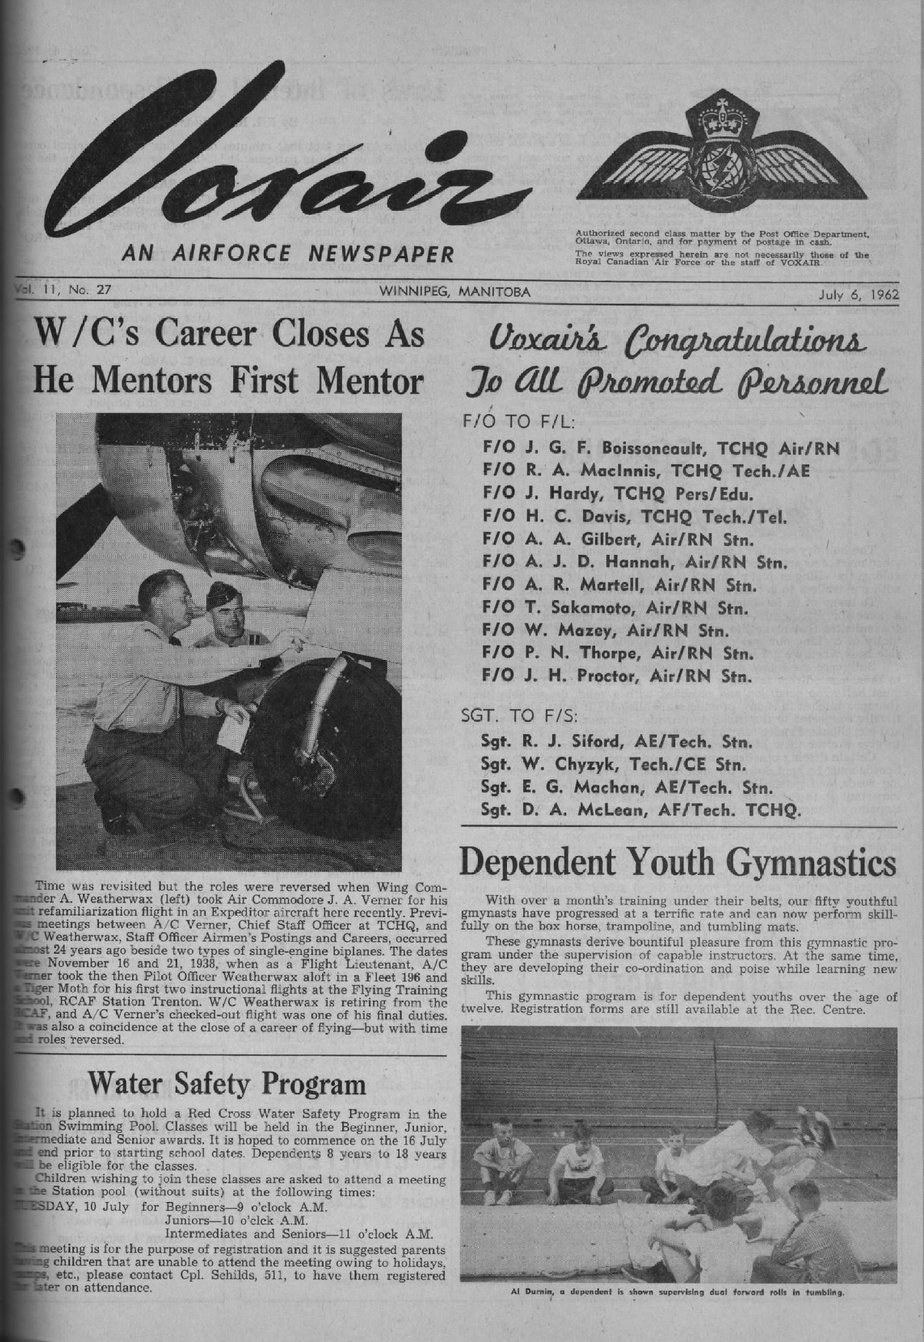 Voxair
AN AIRFORCE NEWSPAPER
Authorized second class matter by the Post Office Department,
Ottawa, Ontario, and for payment of postage in cash.
The views expressed herein are not necessarily those of the
Royal Canadian Air Force or the staff of VOXAIR.
11, No. 27
WINNIPEG, MANITOBA
July 6, 1962
W/C's Career Closes As
He Mentors First Mentor
Time was revisited but the roles were reversed when Wing Com-
A. Weatherwax (left) took Air Commodore J. A. Verner for his
refamiliarization flight in an Expeditor aircraft here recently. Previ-
meetings between A/C Verner, Chief Staff Officer at TCHQ, and
Weatherwax, Staff Officer Airmen's Postings and Careers, occurred
24 years ago beside two types of single-engine biplanes. The dates
November 16 and 21, 1938, when as a Flight Lieutenant, A/C
took the then Pilot Officer Weatherwax aloft in a Fleet 196 and
Tiger Moth for his first two instructional flights at the Flying Training
RCAF Station Trenton. W/C Weatherwax is retiring from the
and A/C Verner's checked-out flight was one of his final duties.
was also a coincidence at the close of a career of flying—but with time
roles reversed.
Water Safety Program
It is planned to hold a Red Cross Water Safety Program in the
Swimming Pool. Classes will be held in the Beginner, Junior,
and Senior awards. It is hoped to commence on the 16 July
end prior to starting school dates. Dependents 8 years to 18 years
be eligible for the classes.
Children wishing to join these classes are asked to attend a meeting
the Station pool (without suits) at the following times:
10 July for Beginners—9 o'clock A.M.
Juniors—10 o'clck A.M.
Intermediates and Seniors—11 o'clock A.M.
meeting is for the purpose of registration and it is suggested parents
children that are unable to attend the meeting owing to holidays,
etc., please contact Cpl. Schilds, 511, to have them registered
later on attendance.
Voxair's Congratulations
To All Promoted Personnel
F/O TO F/L:
F/O J. G. F. Boissoneault, TCHQ Air/RN
F/O R. A. MacInnis, TCHQ Tech./AE
F/O J. Hardy, TCHQ Pers/Edu.
F/O H. C. Davis, TCHQ Tech./Tel.
F/O A. A. Gilbert, Air/RN Stn.
F/O A. J. D. Hannah, Air/RN Stn.
F/O A. R. Martell, Air/RN Stn.
F/O T. Sakamoto, Air/RN Stn.
F/O W. Mazey, Air/RN Stn.
F/O P. N. Thorpe, Air/RN Stn.
F/O J. H. Proctor, Air/RN Stn.
SGT. TO F/S:
Sgt. R. J. Siford, AE/Tech. Stn.
Sgt. W. Chyzyk, Tech./CE Stn.
Sgt. E. G. Machan, AE/Tech. Stn.
Sgt. D. A. McLean, AF/Tech. TCHQ.
Dependent Youth Gymnastics
With over a month's training under their belts, our fifty youthful
gmynasts have progressed at a terrific rate and can now perform skill-
fully on the box horse, trampoline, and tumbling mats.
These gymnasts derive bountiful pleasure from this gymnastic pro-
gram under the supervision of capable instructors. At the same time,
they are developing their co-ordination and poise while learning new
skills.
This gymnastic program is for dependent youths over the age of
twelve. Registration forms are still available at the Rec. Centre.
Al Durnin, a dependent is shown supervising dual forward rolls in tumbling.